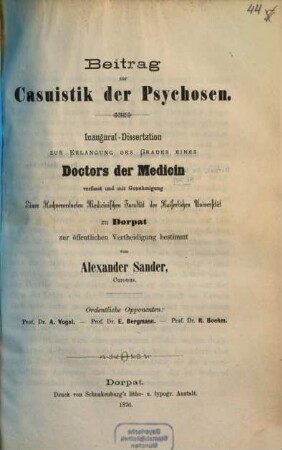 44
Beitrag
zur
Casuistik der Psychosen.
Inaugural-Dissertation
ZUR ERLANGUNG DES GRADES EINES
Doctors der Medicin
verfasst und mit Genehmigung
Einer Hochverordneten Medicinischen Facultät der Kaiserlichen Universität
zu Dorpat
zur öffentlichen Vertheidigung bestimmt
von
Alexander Sander,
Curonus.
Ordentliche Opponenten:
Prof. Dr. A. Vogel. — Prof. Dr. E. Bergmann. — Prof. Dr. R. Boehm.
Dorpat.
Druck von Schnakenburg's litho- u. typogr. Anstalt.